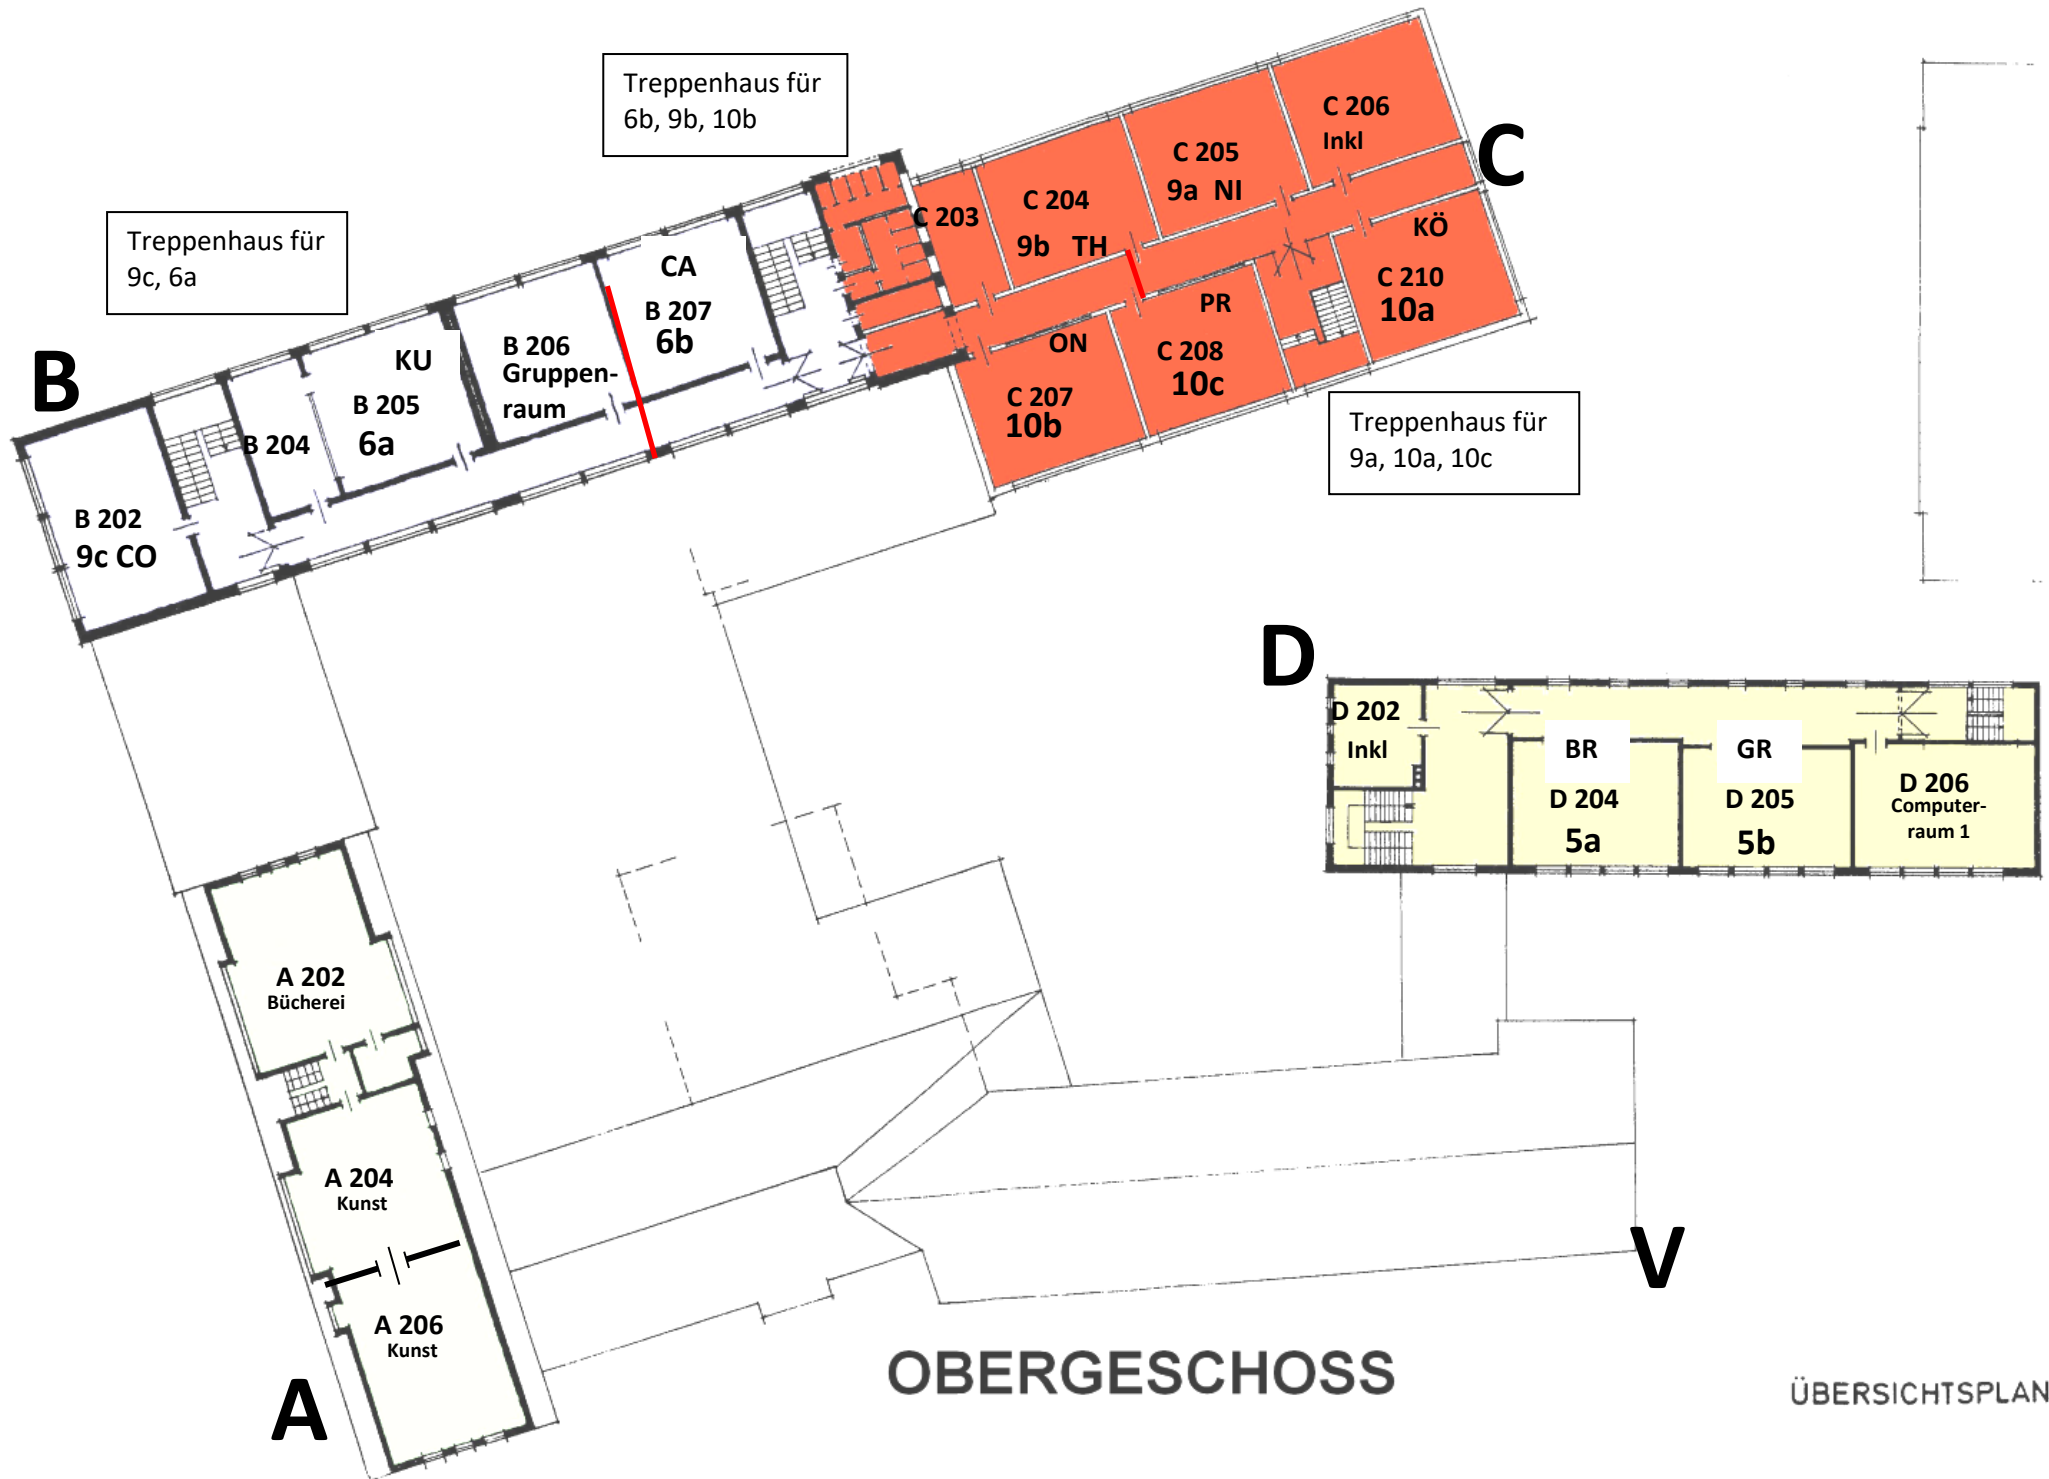 Treppenhaus für
6b, 9b, 10b
Treppenhaus für
9c, 6a
C 206
Inkl
C
C 205
9a NI
C 204
9b TH
C 203
KÖ
C 210
10a
PR
C 208
10c
ON
C 207
10b
Treppenhaus für
9a, 10a, 10c
CA
B 207
6b
B 206
Gruppen-
raum
KU
B 205
6a
B 204
B
B 202
9c CO
D
D 202
Inkl
BR
D 204
5a
GR
D 205
5b
D 206
Computer-
raum 1
A 202
Bücherei
A 204
Kunst
A 206
Kunst
A
V
OBERGESCHOSS
ÜBERSICHTSPLAN